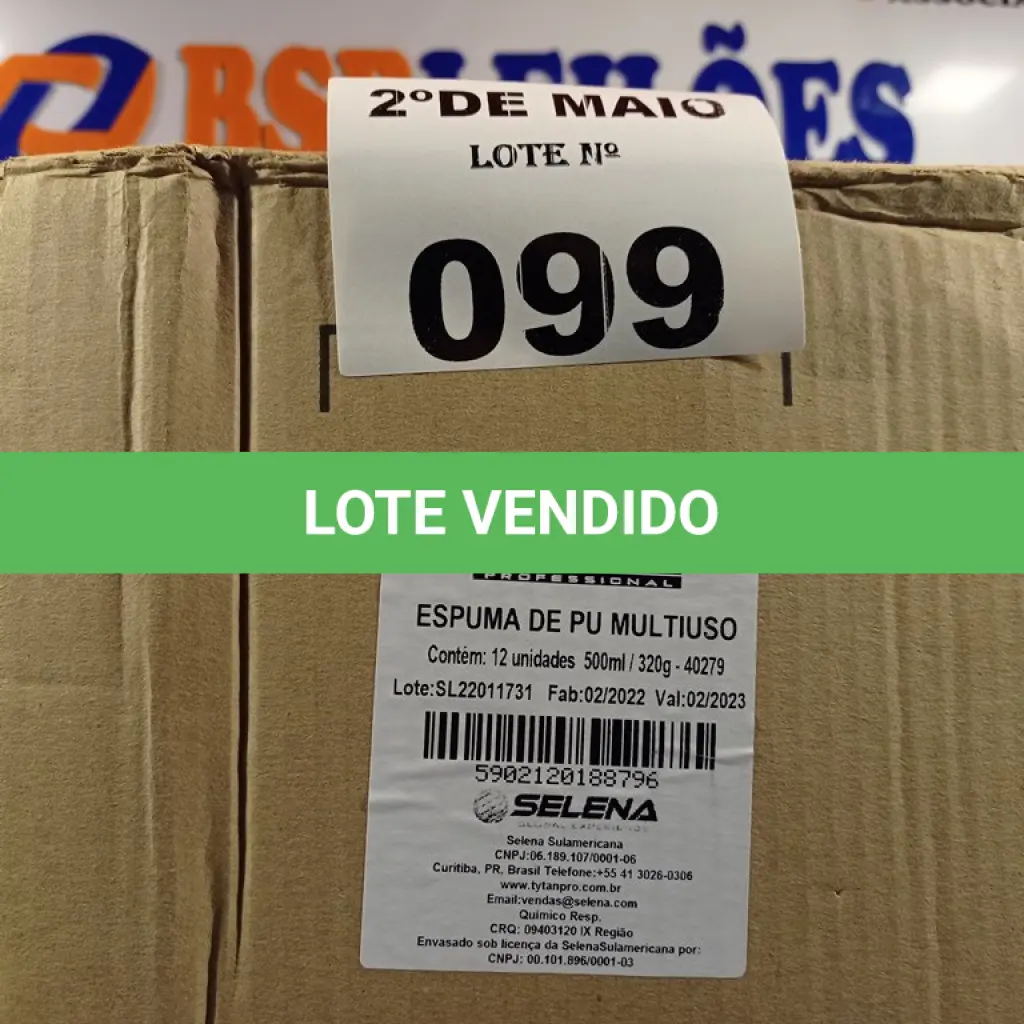 BSBLEILÕES
2º DE MAIO
LOTE Nº
099
LOTE VENDIDO
PROFESSIONAL
ESPUMA DE PU MULTIUSO
Contém: 12 unidades 500ml / 320g - 40279
Lote:SL22011731 Fab:02/2022 Val:02/2023
5902120188796
SELENA
Selena Sulamericana
CNPJ:06.189.107/0001-06
Curitiba, PR, Brasil Telefone:+55 41 3026-0306
www.tytanpro.com.br
Email:vendas@selena.com
Químico Resp.
CRQ: 09403120 IX Região
Envasado sob licença da SelenaSulamericana por:
CNPJ: 00.101.896/0001-03